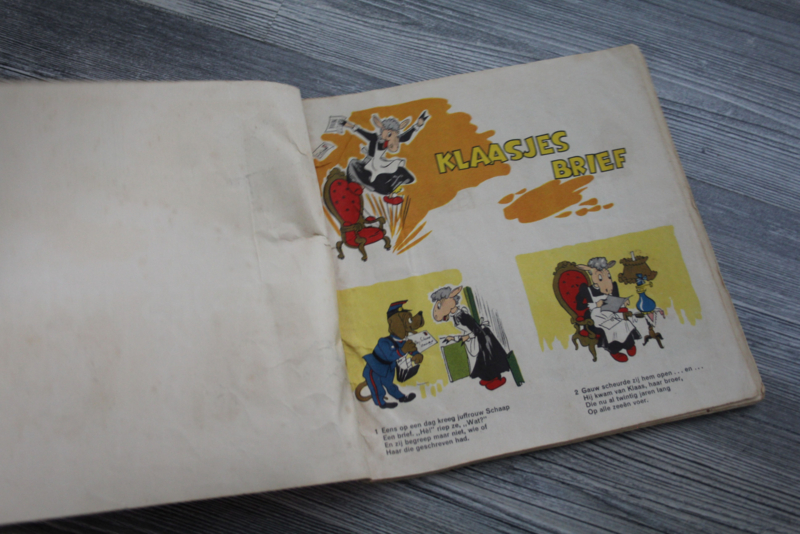 KLAASJES
BRIEF
1 Eens op een dag kreeg juffrouw Schaap
Een brief. „Hè!" riep ze, „Wat?"
En zij begreep maar niet, wie of
Haar die geschreven had.
2 Gauw scheurde zij hem open . . . en . . .
Hij kwam van Klaas, haar broer,
Die nu al twintig jaren lang
Op alle zeeën voer.